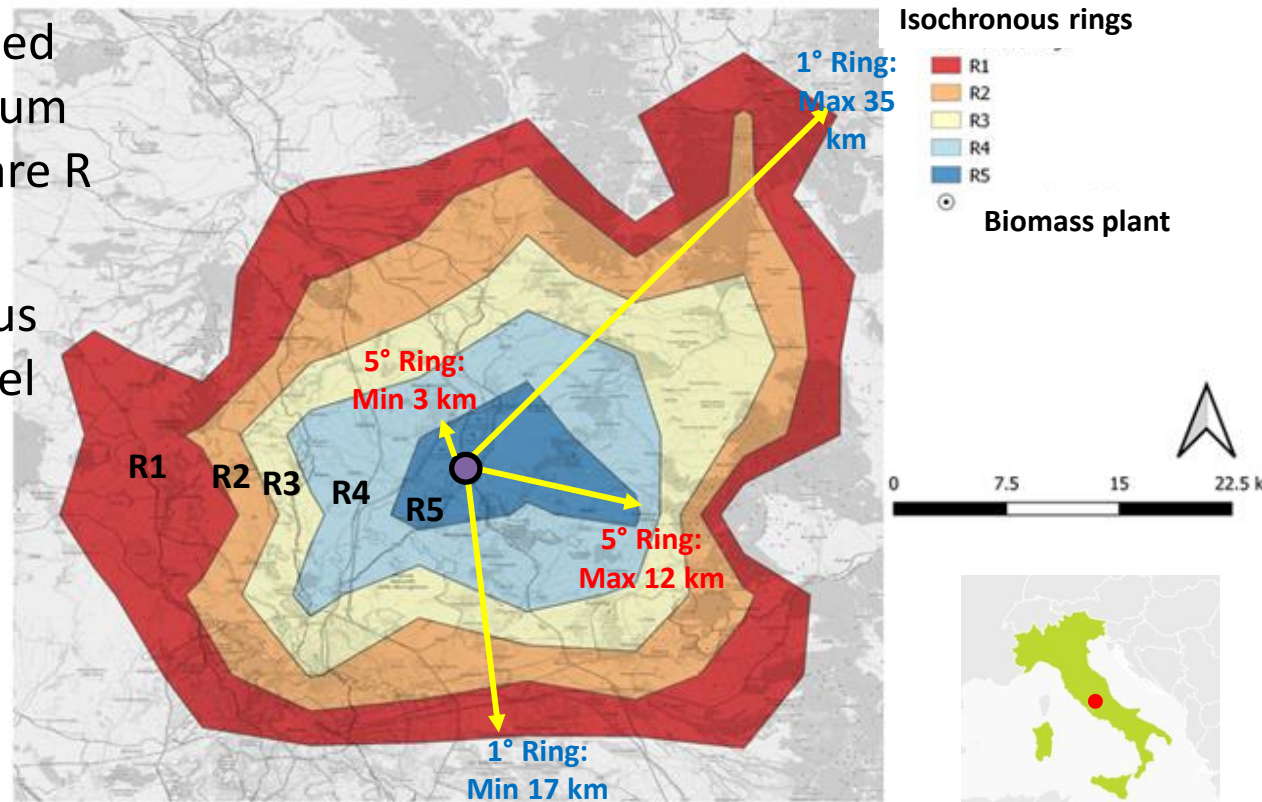 ed
um
are R
us
el
Isochronous rings
R1
R2
R3
R4
R5
Biomass plant
1° Ring:
Max 35
km
5° Ring:
Min 3 km
R1
R2
R3
R4
R5
5° Ring:
Max 12 km
1° Ring:
Min 17 km
0 7.5 15 22.5 k